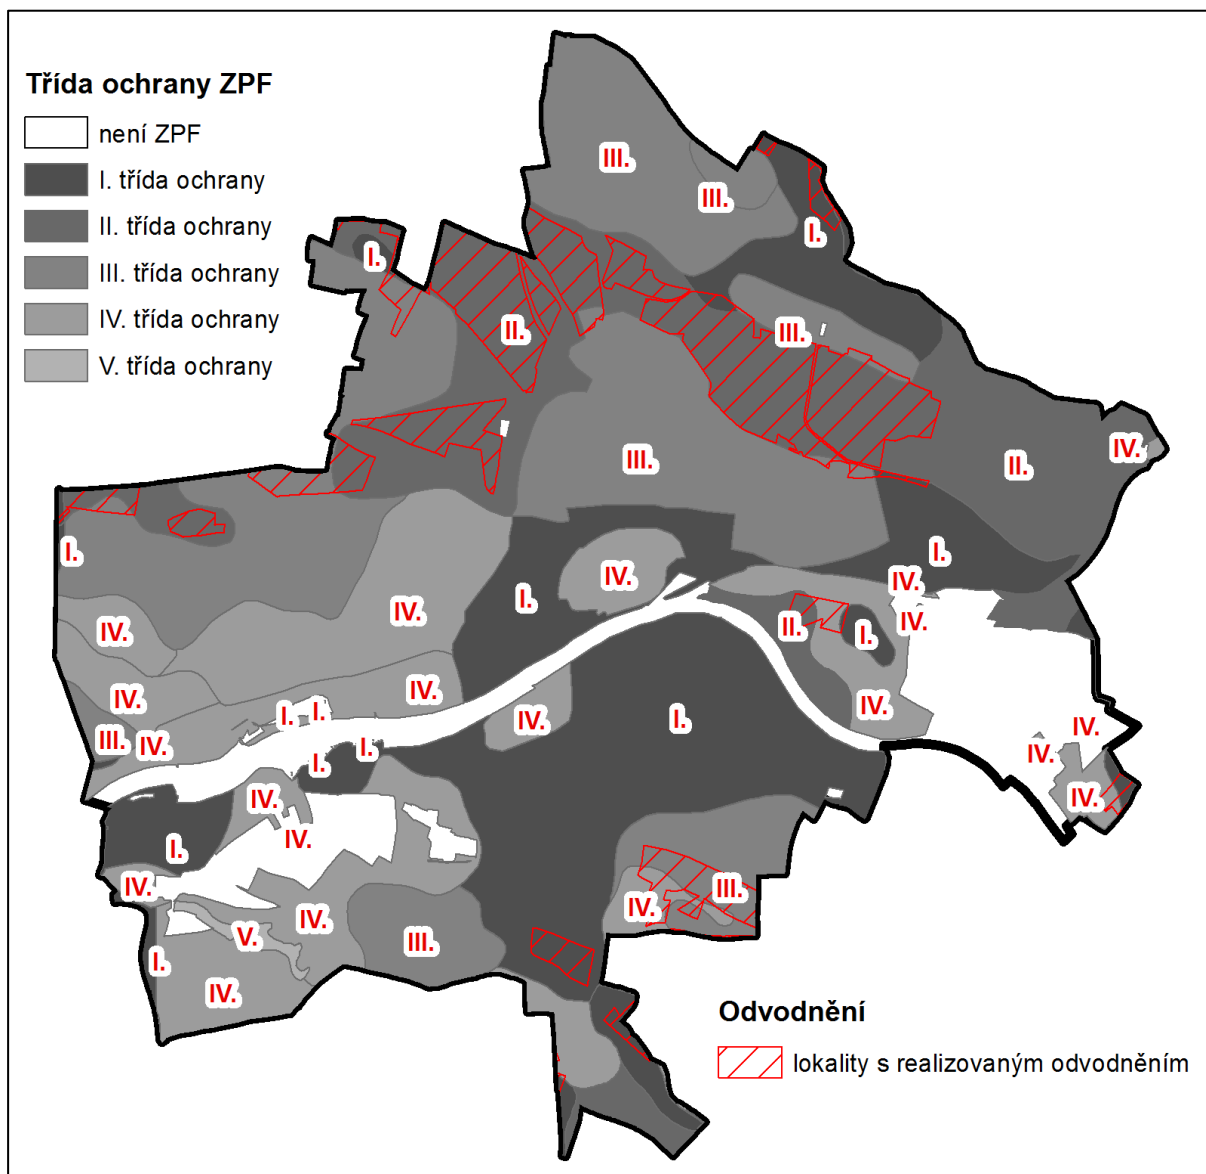 Třída ochrany ZPF
není ZPF
I. třída ochrany
II. třída ochrany
III. třída ochrany
IV. třída ochrany
V. třída ochrany
III.
III.
I.
I.
II.
III.
IV.
III.
II.
I.
I.
IV.
IV.
I.
IV.
IV.
IV.
II.
I.
IV.
IV.
I.
I.
I.
IV.
IV.
III.
IV.
I.
I.
IV.
IV.
IV.
IV.
IV.
I.
IV.
III.
IV.
IV.
V.
III.
I.
IV.
Odvodnění
lokality s realizovaným odvodněním